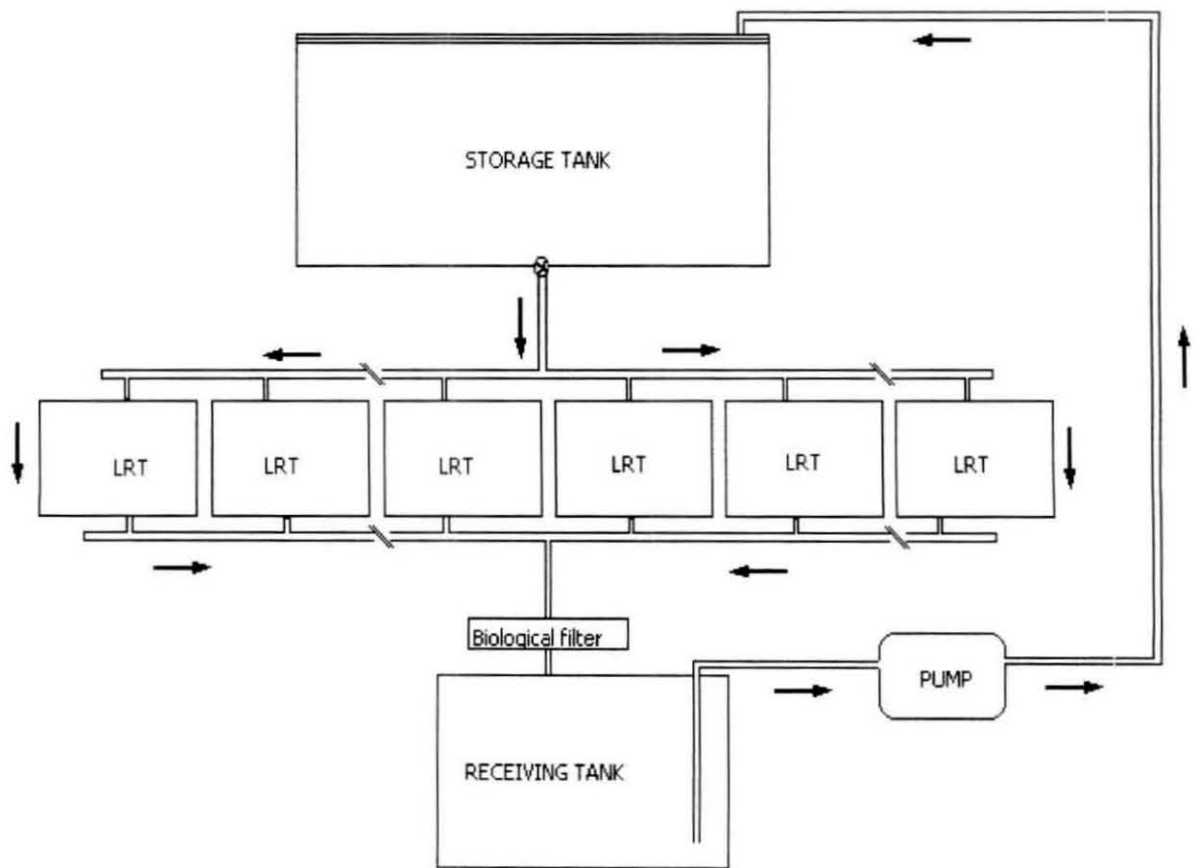 STORAGE TANK
LRT
LRT
LRT
LRT
LRT
LRT
Biological filter
PUMP
RECEIVING TANK